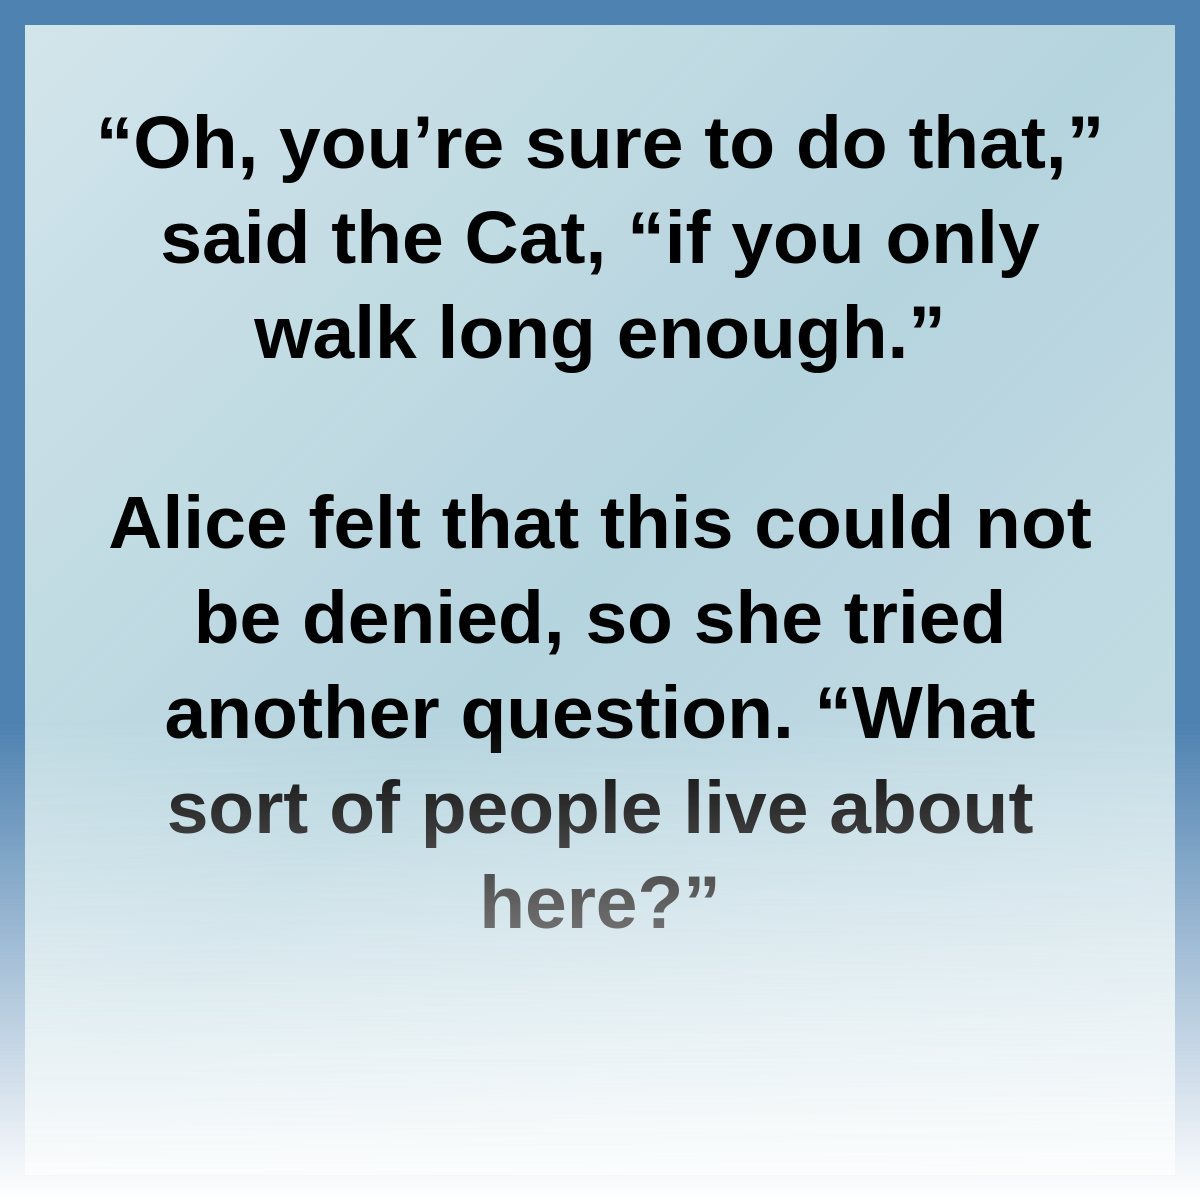 “Oh, you’re sure to do that,”
said the Cat, “if you only
walk long enough.”
Alice felt that this could not
be denied, so she tried
another question. “What
sort of people live about
here?”